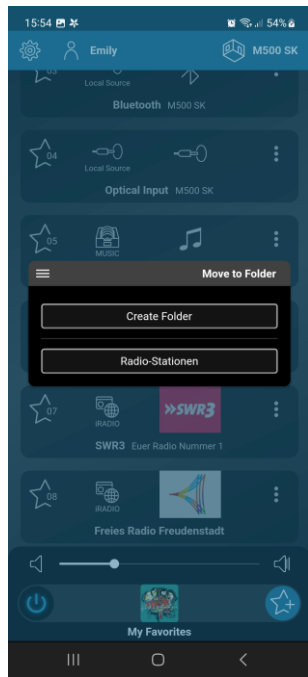 15:54
54%
Emily
M500 SK
03
Local Source
Bluetooth M500 SK
04
Local Source
Optical Input M500 SK
05
MUSIC
Move to Folder
Create Folder
Radio-Stationen
07
IRADIO
»SWR3
SWR3 Euer Radio Nummer 1
08
IRADIO
Freies Radio Freudenstadt
My Favorites